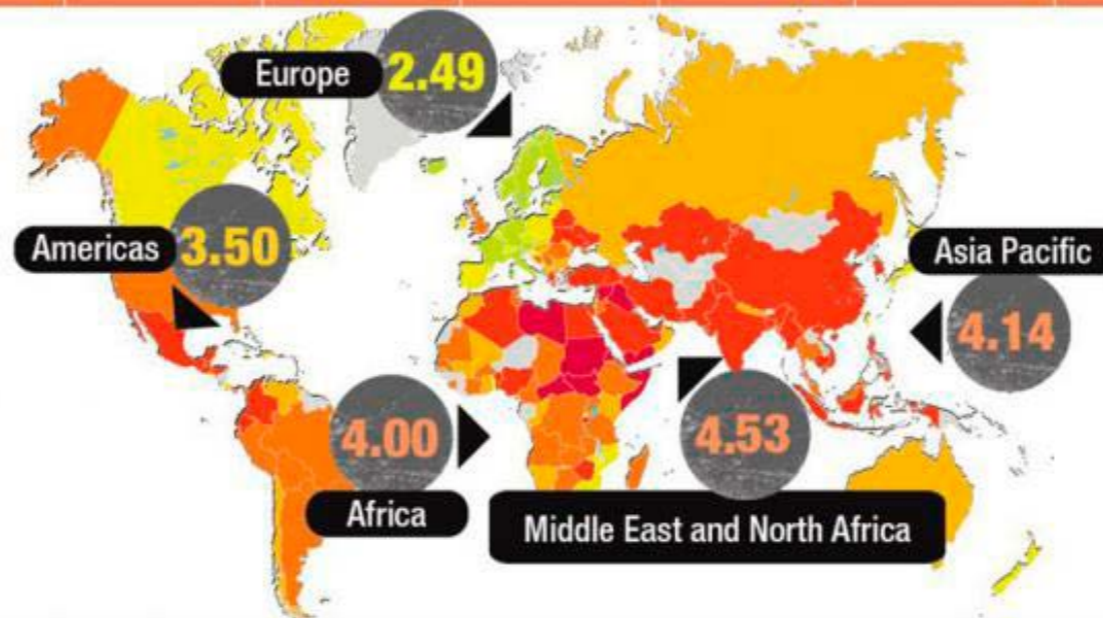 Europe 2.49
Americas 3.50
Asia Pacific
4.14
4.00
Africa
4.53
Middle East and North Africa